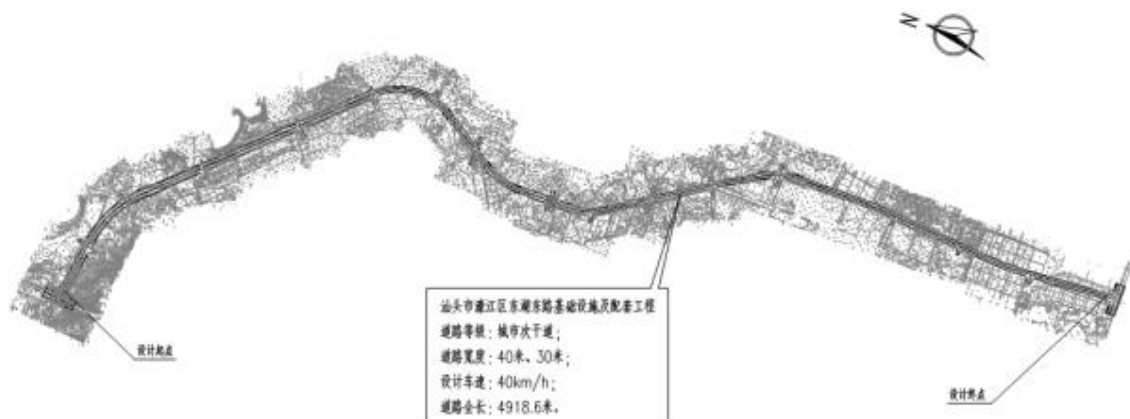 N
汕头市濠江区东湖东路基础设施及配套工程
道路等级：城市次干道；
道路宽度：40米、30米；
设计车速：40km/h；
道路全长：4918.6米。
设计起点
设计终点